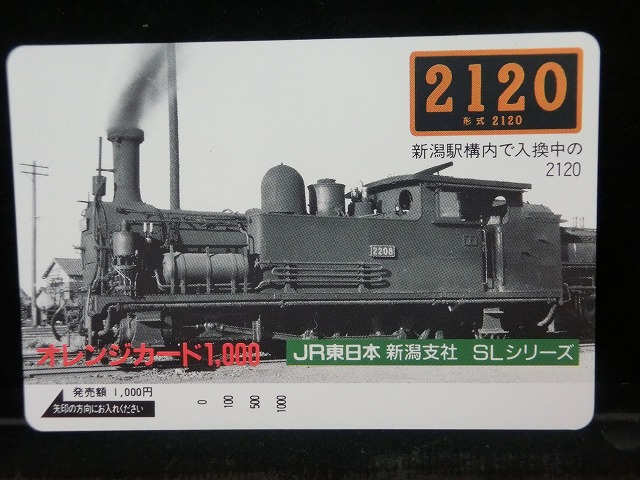 2120
形式 2120
新潟駅構内で入換中の
2120
2208
オレンジカード1,000
JR東日本 新潟支社 SLシリーズ
発売額 1,000円
矢印の方向にお入れください
0 100 500 1000